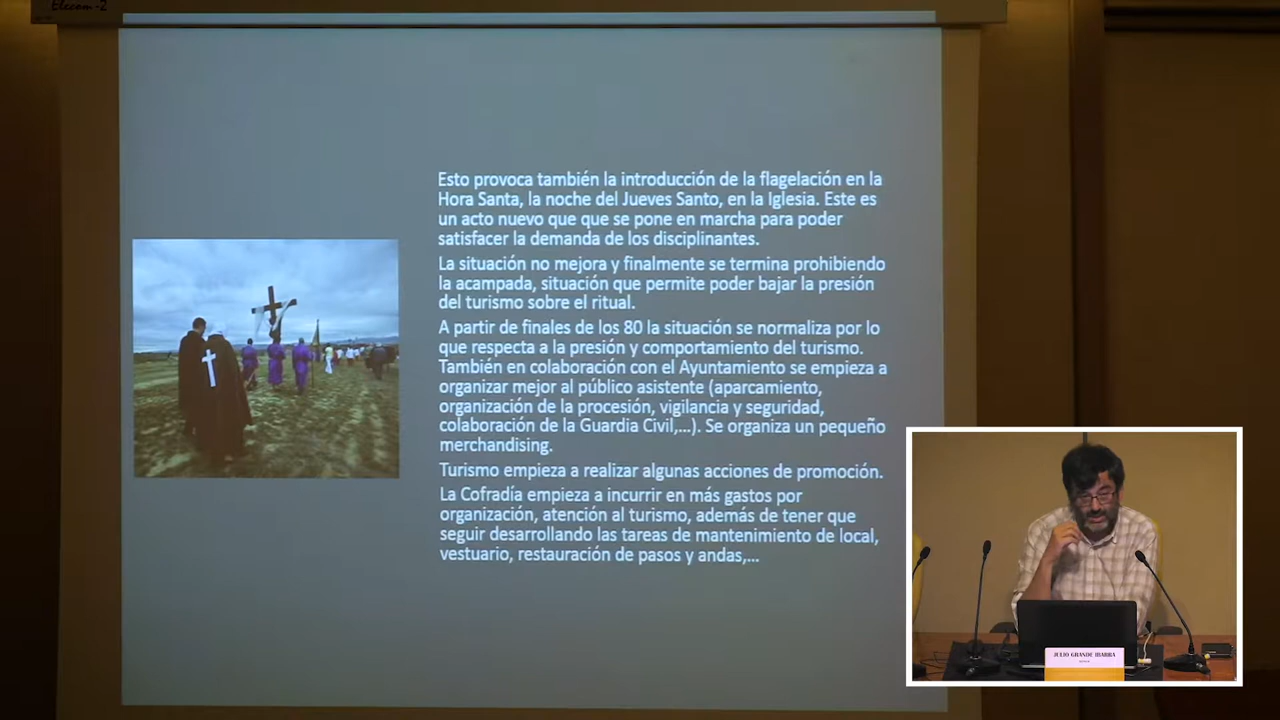 Elecom-2
Esto provoca también la introducción de la flagelación en la
Hora Santa, la noche del Jueves Santo, en la Iglesia. Este es
un acto nuevo que que se pone en marcha para poder
satisfacer la demanda de los disciplinantes.
La situación no mejora y finalmente se termina prohibiendo
la acampada, situación que permite poder bajar la presión
del turismo sobre el ritual.
A partir de finales de los 80 la situación se normaliza por lo
que respecta a la presión y comportamiento del turismo.
También en colaboración con el Ayuntamiento se empieza a
organizar mejor al público asistente (aparcamiento,
organización de la procesión, vigilancia y seguridad,
colaboración de la Guardia Civil,...). Se organiza un pequeño
merchandising.
Turismo empieza a realizar algunas acciones de promoción.
La Cofradía empieza a incurrir en más gastos por
organización, atención al turismo, además de tener que
seguir desarrollando las tareas de mantenimiento de local,
vestuario, restauración de pasos y andas,...
JULIO GRANDE IBARRA